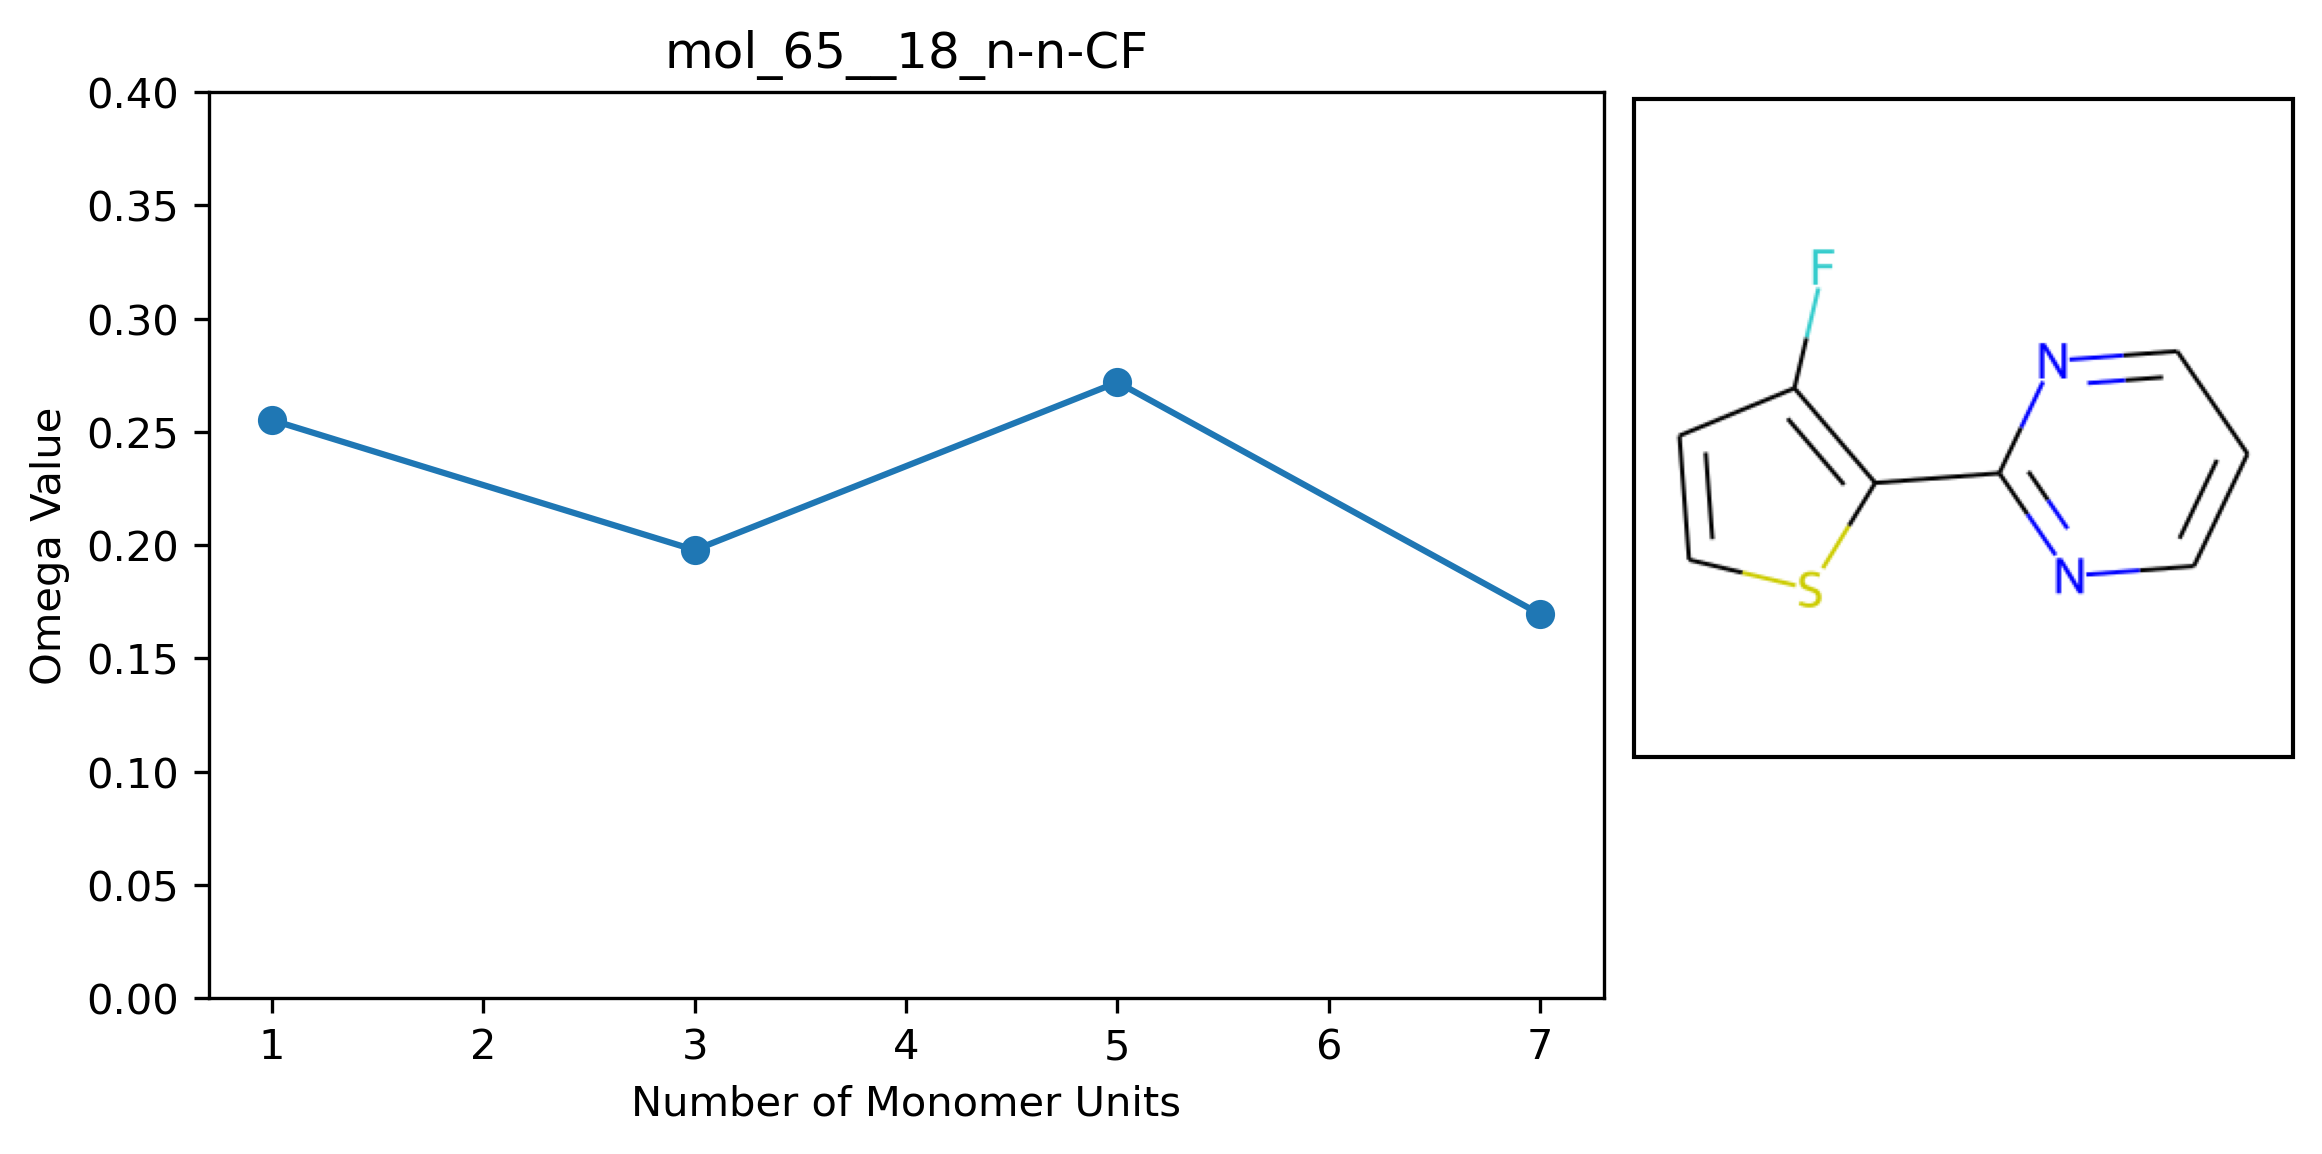 mol_65__18_n-n-CF
0.40
0.35
0.30
0.25
0.20
0.15
0.10
0.05
0.00
Omega Value
1 2 3 4 5 6 7
Number of Monomer Units
F
N
N
S